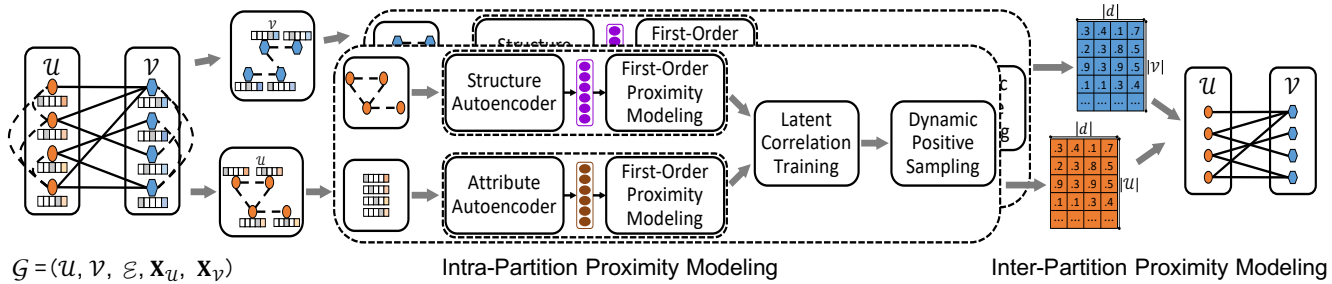 𝒰
𝒱
𝒢 = (𝒰, 𝒱, ℰ, X𝒰, X𝒱)
𝒱
𝒰
Structure
First-Order
Structure
Autoencoder
First-Order
Proximity
Modeling
Attribute
Autoencoder
First-Order
Proximity
Modeling
Latent
Correlation
Training
Dynamic
Positive
Sampling
Intra-Partition Proximity Modeling
|d|
.3 .4 .1 .7
.2 .3 .8 .5
.9 .3 .9 .5
.1 .1 .3 .4
... ... ... ...
|𝒱|
|d|
.3 .4 .1 .7
.2 .3 .8 .5
.9 .3 .9 .5
.1 .1 .3 .4
... ... ... ...
|𝒰|
𝒰
𝒱
Inter-Partition Proximity Modeling